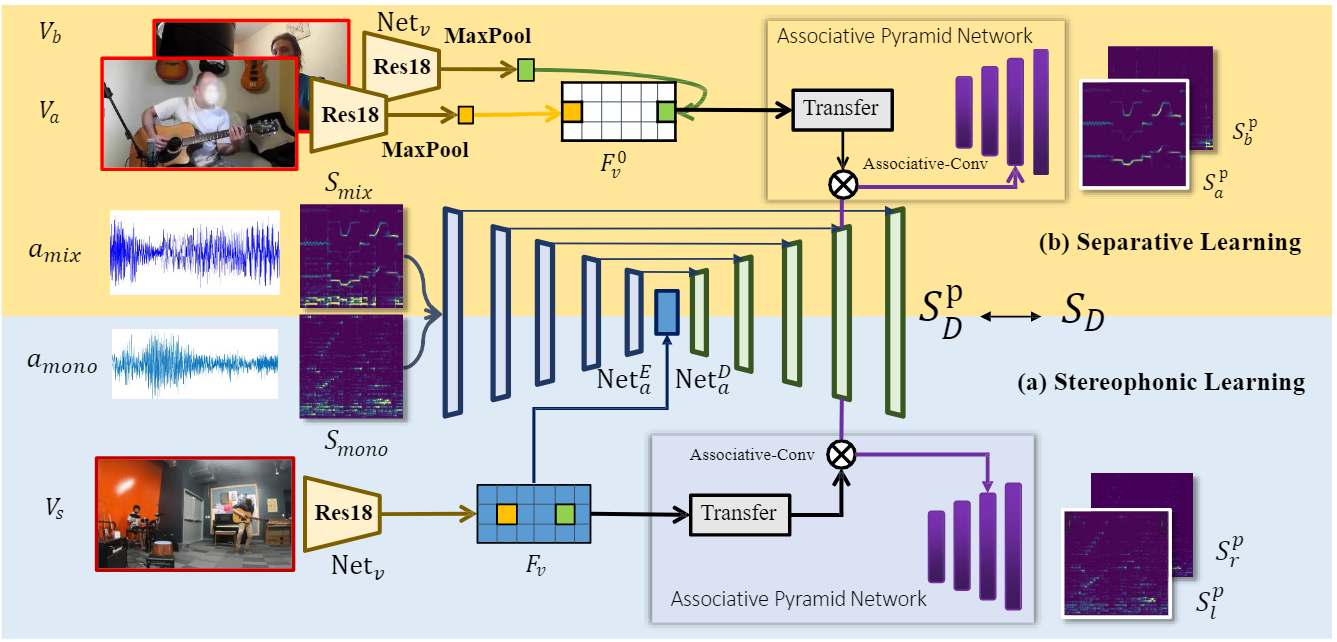 V_b
Net_v
MaxPool
Res18
Associative Pyramid Network
V_a
Res18
Transfer
MaxPool
F_v^0
Associative-Conv
S_b^p
S_a^p
S_mix
a_mix
(b) Separative Learning
S_D^p
S_D
a_mono
Net_a^E
Net_a^D
(a) Stereophonic Learning
S_mono
Associative-Conv
V_s
Res18
Transfer
Net_v
F_v
Associative Pyramid Network
S_r^p
S_l^p